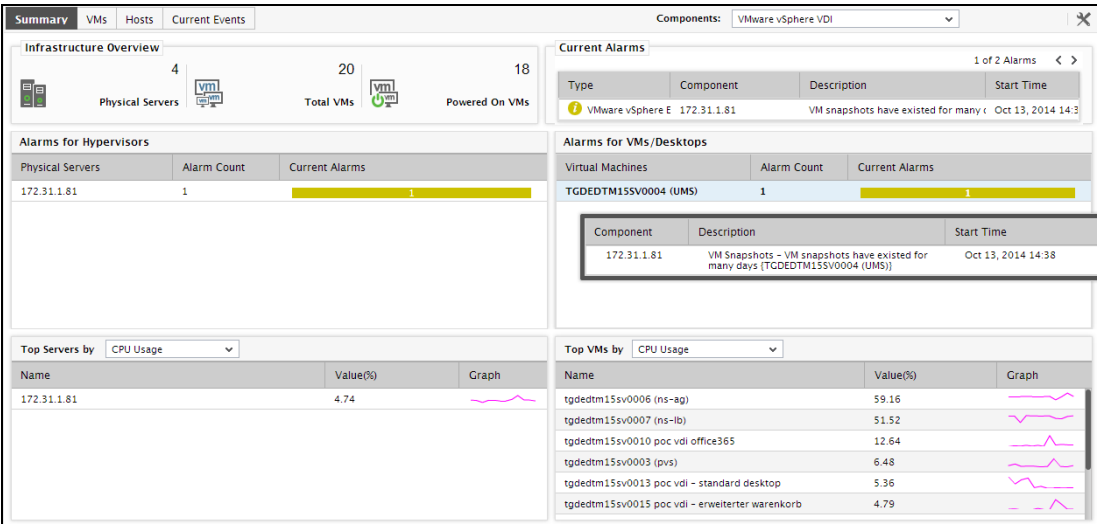 Summary VMs Hosts Current Events Components: VMware vSphere VDI
Infrastructure Overview
4 Physical Servers
vm
20 Total VMs
vm
18 Powered On VMs
Current Alarms
1 of 2 Alarms < >
Type Component Description Start Time
VMware vSphere E 172.31.1.81 VM snapshots have existed for many Oct 13, 2014 14:3
Alarms for Hypervisors
Physical Servers Alarm Count Current Alarms
172.31.1.81 1 1
Alarms for VMs/Desktops
Virtual Machines Alarm Count Current Alarms
TGDEDTM15SV0004 (UMS) 1 1
Component Description Start Time
172.31.1.81 VM Snapshots - VM snapshots have existed for Oct 13, 2014 14:38
many days {TGDEDTM15SV0004 (UMS)}
Top Servers by CPU Usage
Name Value(%) Graph
172.31.1.81 4.74
Top VMs by CPU Usage
Name Value(%) Graph
tgdedtm15sv0006 (ns-ag) 59.16
tgdedtm15sv0007 (ns-lb) 51.52
tgdedtm15sv0010 poc vdi office365 12.64
tgdedtm15sv0003 (pvs) 6.48
tgdedtm15sv0013 poc vdi - standard desktop 5.36
tgdedtm15sv0015 poc vdi - erweiterter warenkorb 4.79